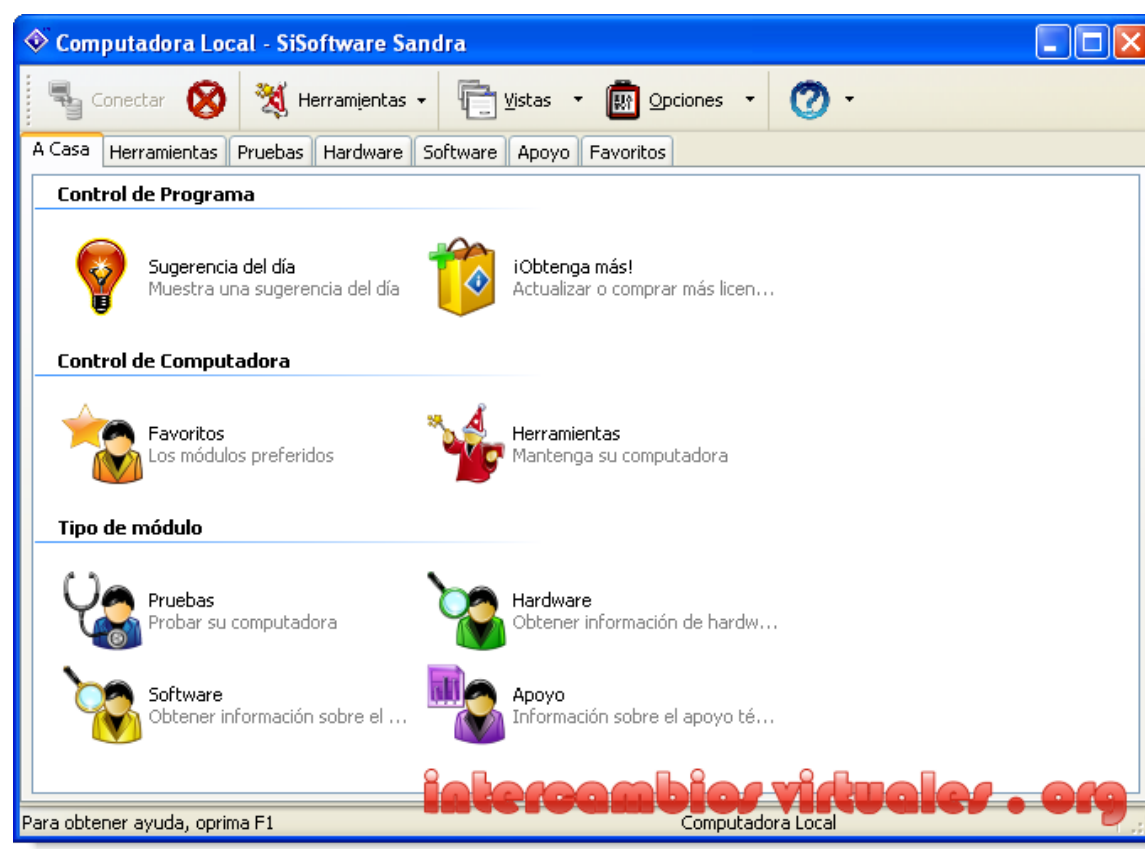 Computadora Local - SiSoftware Sandra
Conectar Herramientas Vistas Opciones
A Casa Herramientas Pruebas Hardware Software Apoyo Favoritos
Control de Programa
Sugerencia del día
Muestra una sugerencia del día
¡Obtenga más!
Actualizar o comprar más licen...
Control de Computadora
Favoritos
Los módulos preferidos
Herramientas
Mantenga su computadora
Tipo de módulo
Pruebas
Probar su computadora
Hardware
Obtener información de hardw...
Software
Obtener información sobre el ...
Apoyo
Información sobre el apoyo té...
intercambios virtuales . org
Para obtener ayuda, oprima F1
Computadora Local